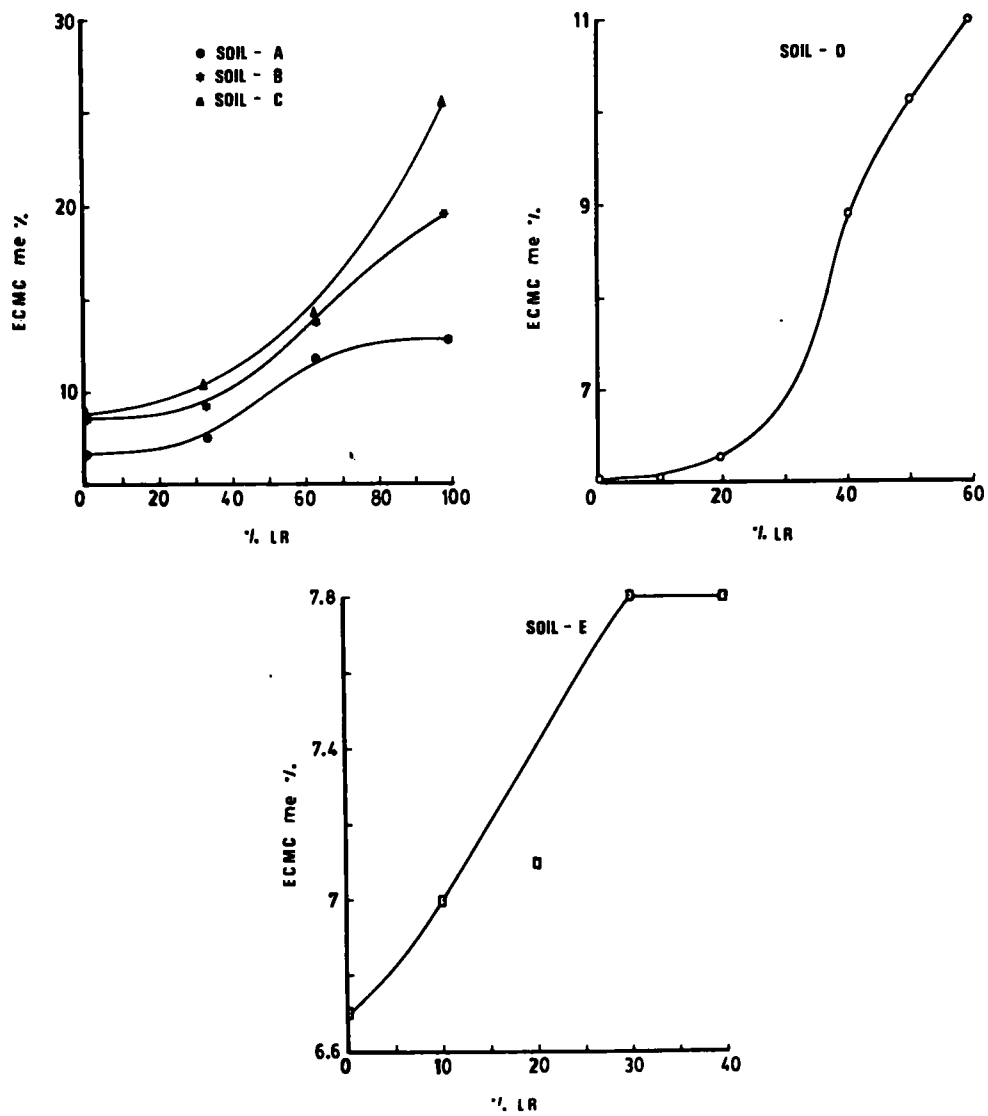 30
20
10
0 20 40 60 80 100
ECMC me %
% LR
● SOIL - A
* SOIL - B
▲ SOIL - C
11
9
7
0 20 40 60
ECMC me %
% LR
SOIL - D
7.8
7.4
7
6.6
0 10 20 30 40
ECMC me %
% LR
SOIL - E